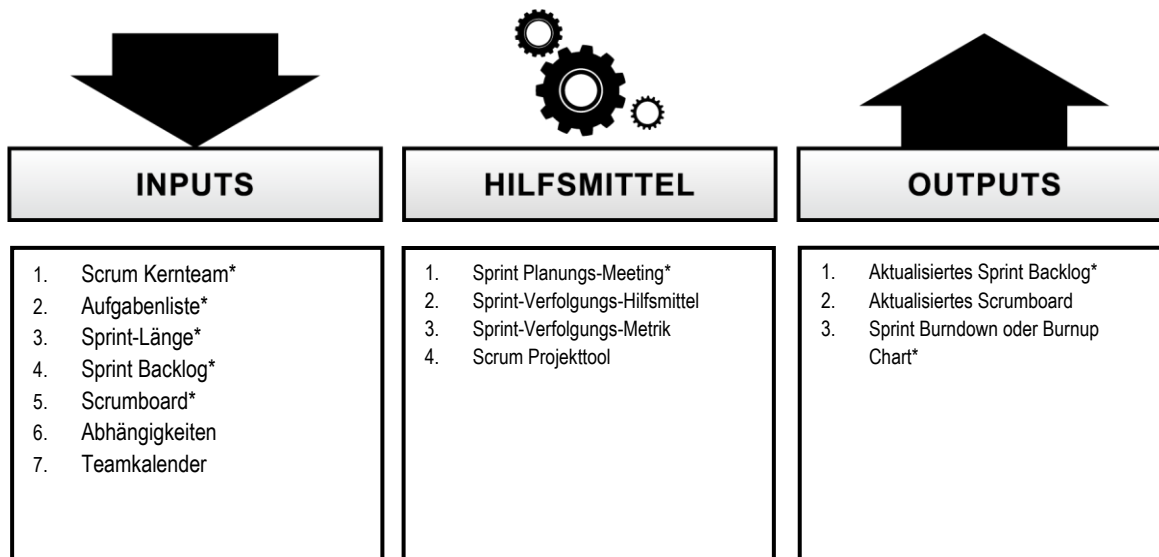 INPUTS
1. Scrum Kernteam*
2. Aufgabenliste*
3. Sprint-Länge*
4. Sprint Backlog*
5. Scrumboard*
6. Abhängigkeiten
7. Teamkalender
HILFSMITTEL
1. Sprint Planungs-Meeting*
2. Sprint-Verfolgungs-Hilfsmittel
3. Sprint-Verfolgungs-Metrik
4. Scrum Projekttool
OUTPUTS
1. Aktualisiertes Sprint Backlog*
2. Aktualisiertes Scrumboard
3. Sprint Burndown oder Burnup
Chart*